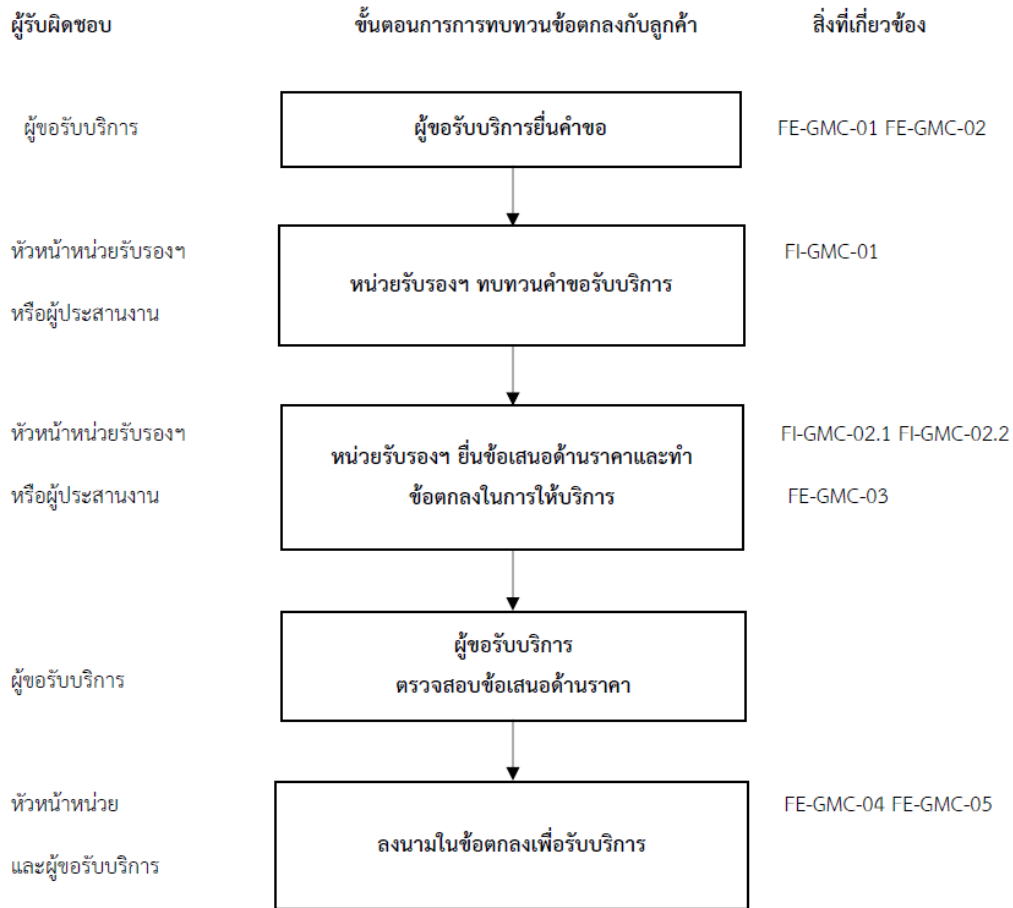 ผู้รับผิดชอบ ขั้นตอนการการทบทวนข้อตกลงกับลูกค้า สิ่งที่เกี่ยวข้อง
ผู้ขอรับบริการ ผู้ขอรับบริการยื่นคำขอ FE-GMC-01 FE-GMC-02
หัวหน้าหน่วยรับรองฯ FI-GMC-01
หน่วยรับรองฯ ทบทวนคำขอรับบริการ
หรือผู้ประสานงาน
หัวหน้าหน่วยรับรองฯ FI-GMC-02.1 FI-GMC-02.2
หน่วยรับรองฯ ยื่นข้อเสนอด้านราคาและทำ
หรือผู้ประสานงาน ข้อตกลงในการให้บริการ FE-GMC-03
ผู้ขอรับบริการ
ผู้ขอรับบริการ ตรวจสอบข้อเสนอด้านราคา
หัวหน้าหน่วย FE-GMC-04 FE-GMC-05
ลงนามในข้อตกลงเพื่อรับบริการ
และผู้ขอรับบริการ